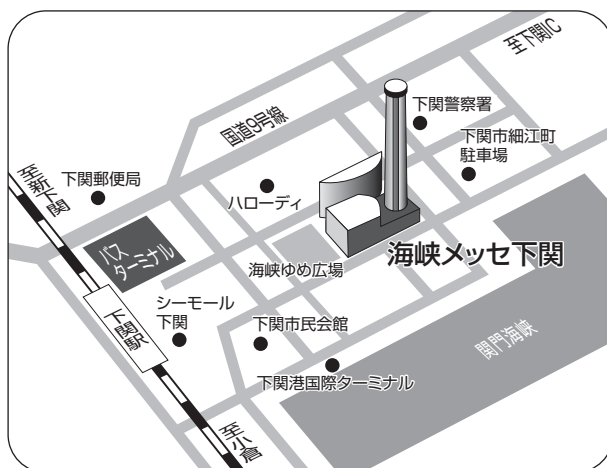 至下関IC
国道9号線
下関警察署
下関市細江町
駐車場
至新下関
下関郵便局
ハローディ
バス
ターミナル
海峡ゆめ広場
海峡メッセ下関
シーモール
下関
下関駅
下関市民会館
関門海峡
下関港国際ターミナル
至小倉